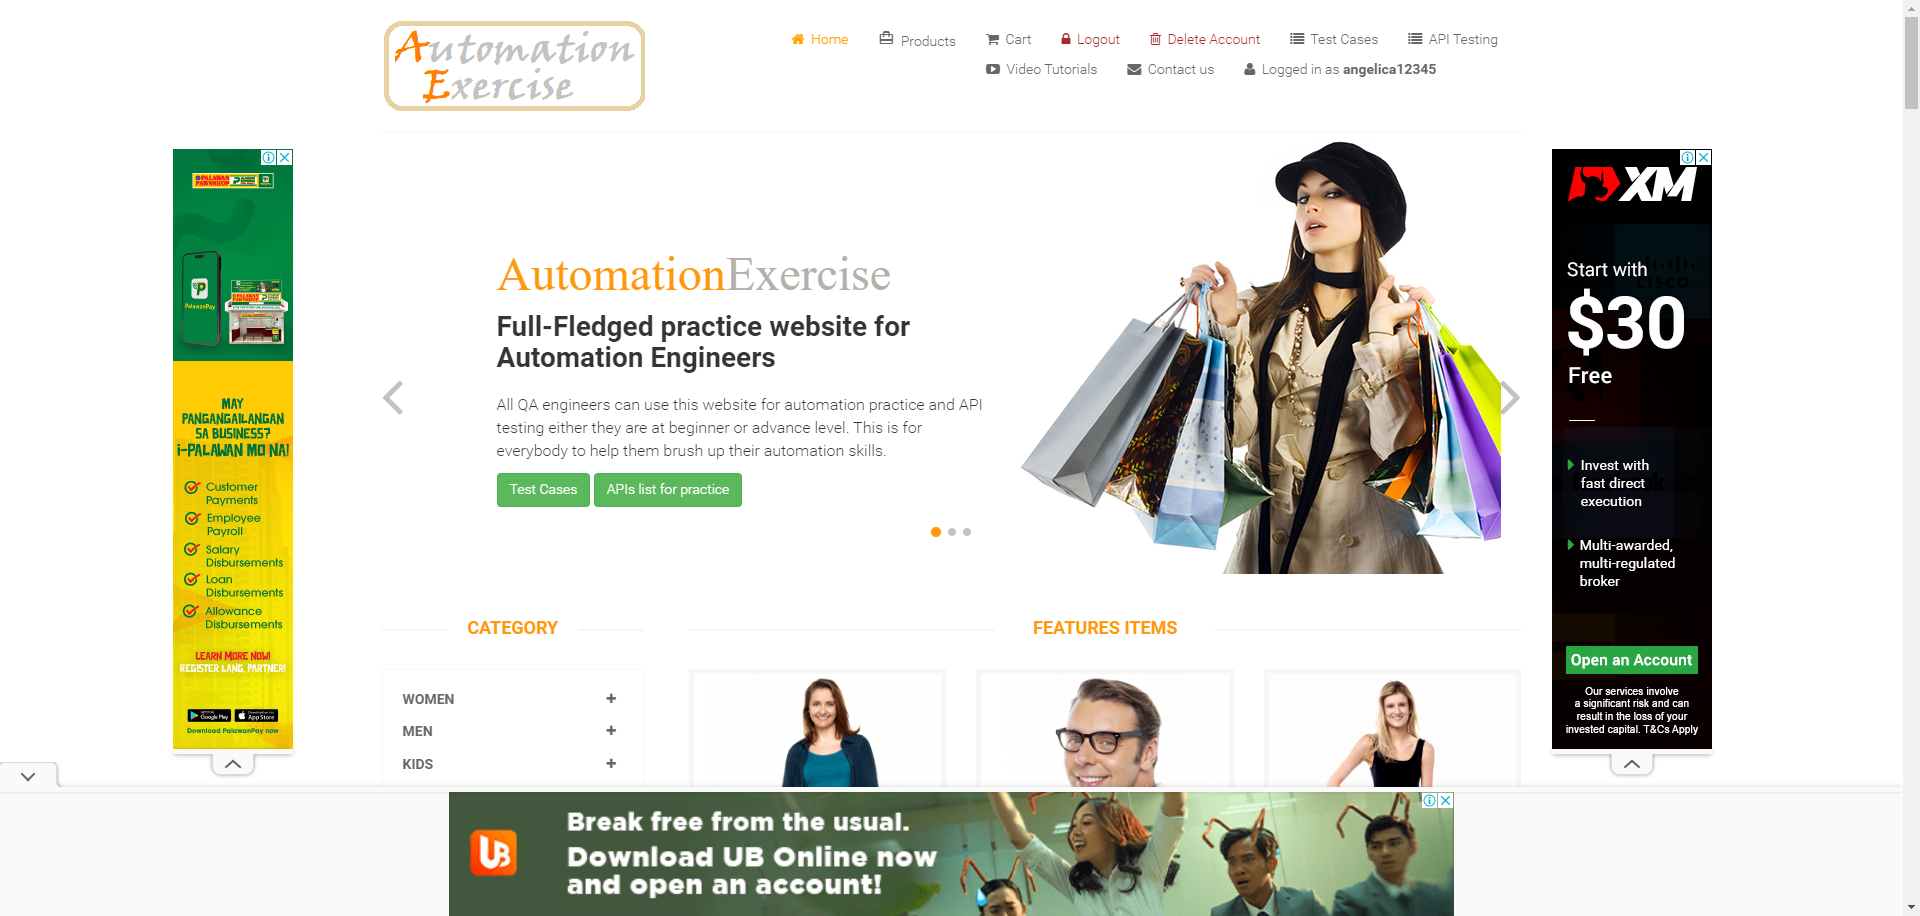 Automation
Exercise
Home
Products
Cart
Logout
Delete Account
Test Cases
API Testing
Video Tutorials
Contact us
Logged in as angelica12345
PALAWAN
PAWNSHOP
PalawanPay
MAY
PANGANGAILANGAN
SA BUSINESS?
i-PALAWAN MO NA!
Customer
Payments
Employee
Payroll
Salary
Disbursements
Loan
Disbursements
Allowance
Disbursements
LEARN MORE NOW!
REGISTER LANG, PARTNER!
Google Play
App Store
Download PalawanPay now
AutomationExercise
Full-Fledged practice website for
Automation Engineers
All QA engineers can use this website for automation practice and API
testing either they are at beginner or advance level. This is for
everybody to help them brush up their automation skills.
Test Cases
APIs list for practice
XM
Start with
$30
Free
Invest with
fast direct
execution
Multi-awarded,
multi-regulated
broker
Open an Account
Our services involve
a significant risk and can
result in the loss of your
invested capital. T&Cs Apply
CATEGORY
WOMEN
MEN
KIDS
FEATURES ITEMS
UB
Break free from the usual.
Download UB Online now
and open an account!